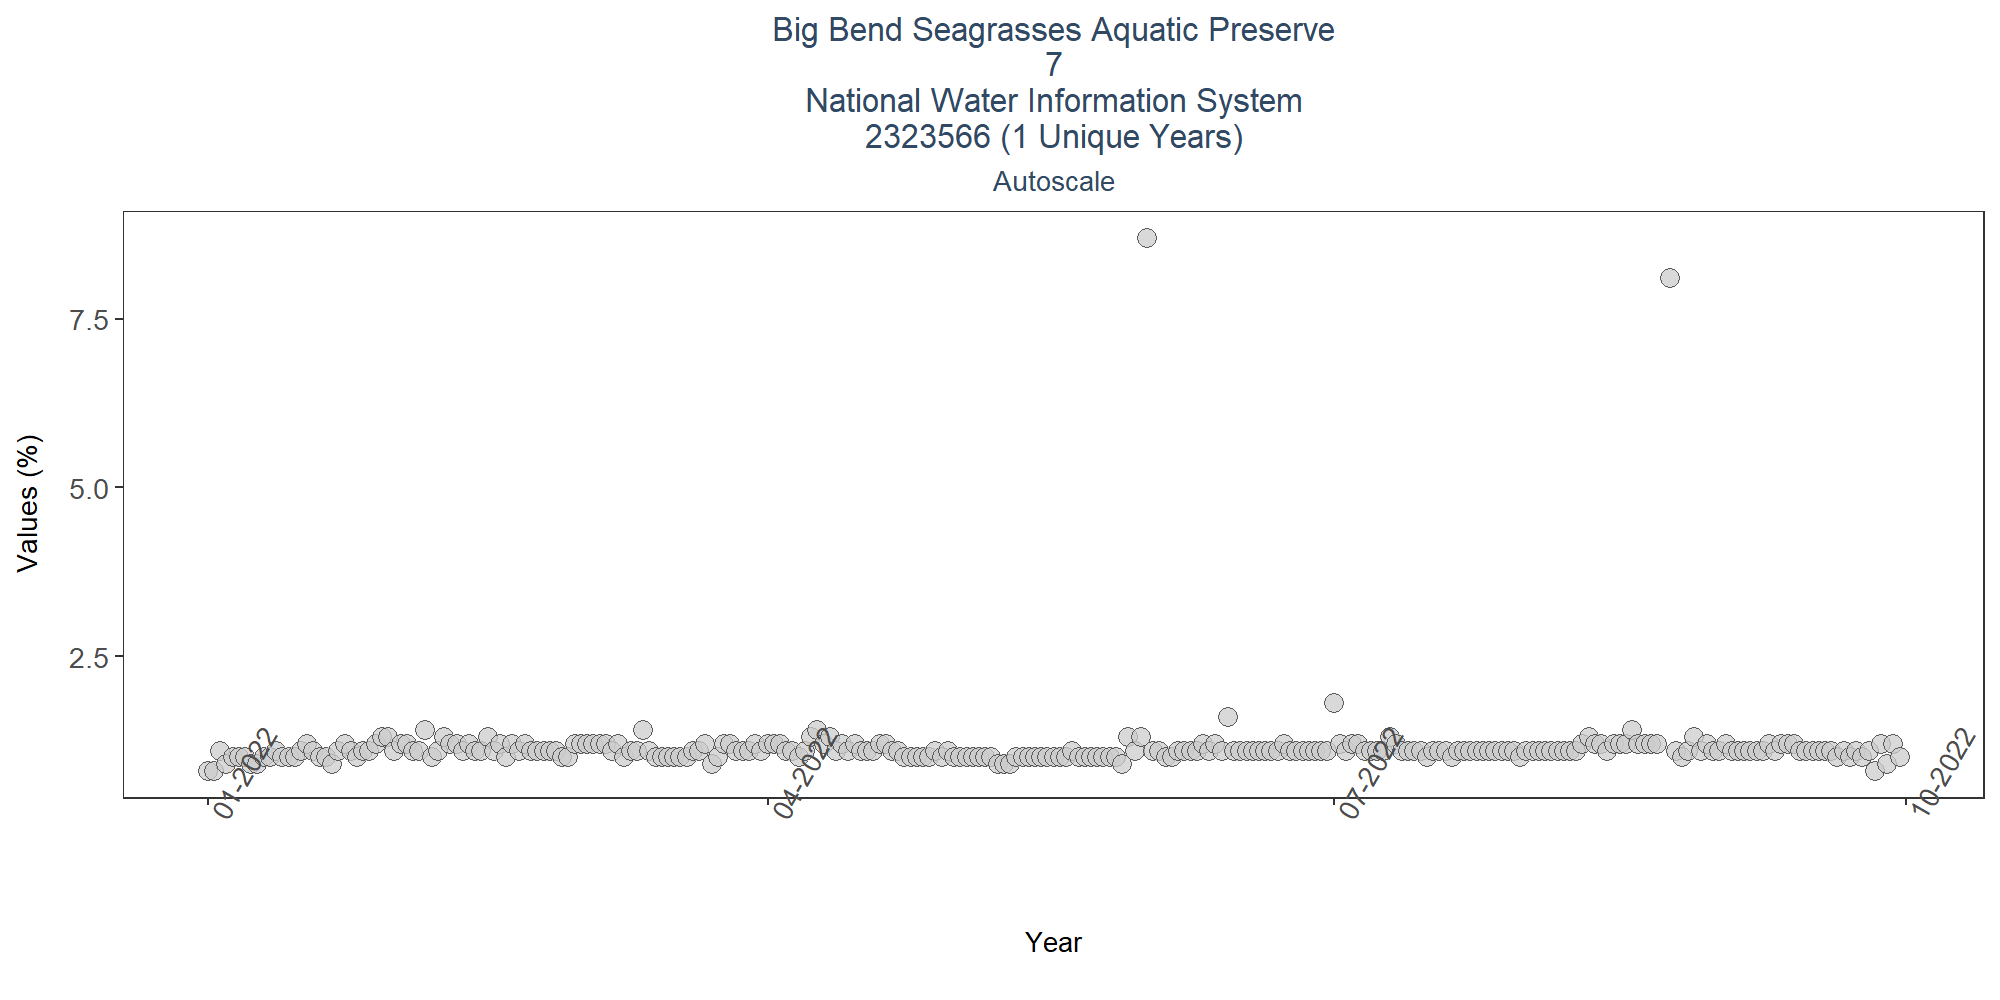 Big Bend Seagrasses Aquatic Preserve
7
National Water Information System
2323566 (1 Unique Years)
Autoscale
Values (%)
7.5
5.0
2.5
01-2022
04-2022
07-2022
10-2022
Year